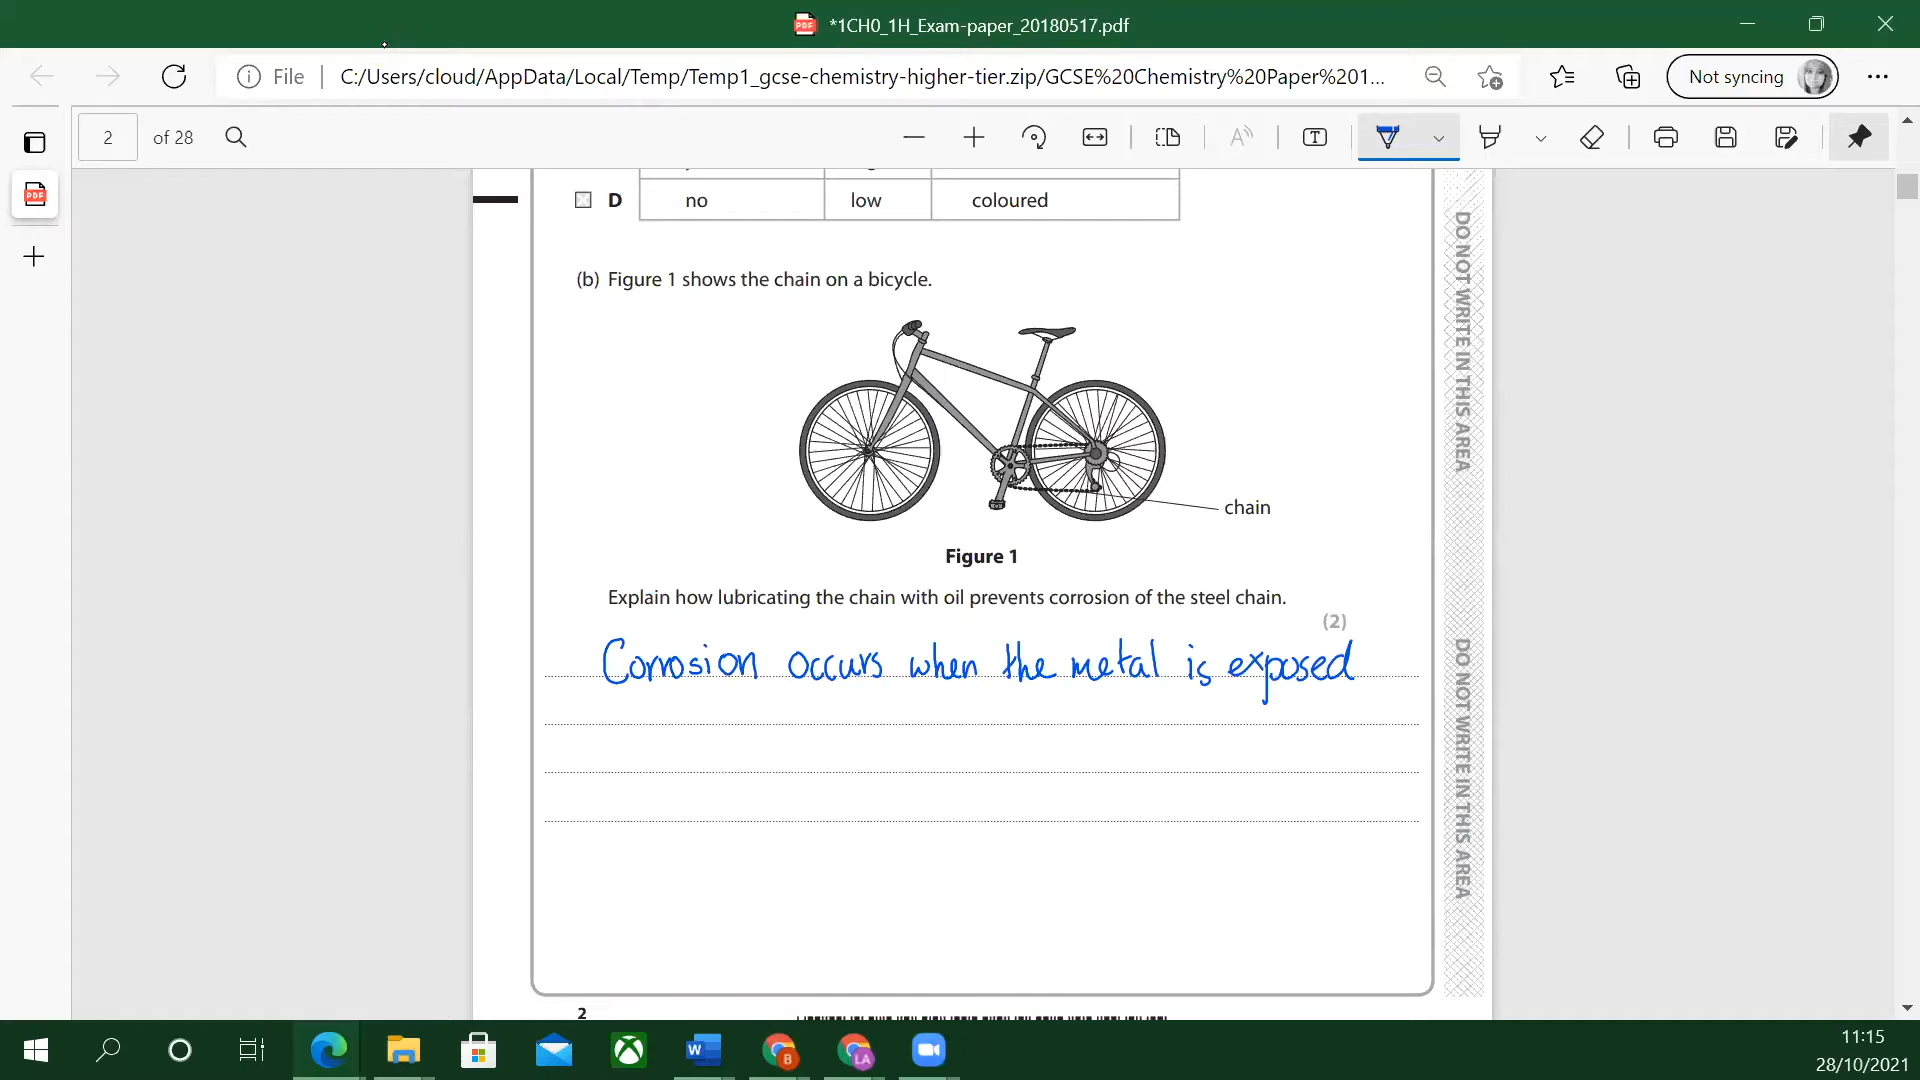 *1CH0_1H_Exam-paper_20180517.pdf
File C:/Users/cloud/AppData/Local/Temp/Temp1_gcse-chemistry-higher-tier.zip/GCSE%20Chemistry%20Paper%201... Not syncing
2 of 28
D no low coloured
(b) Figure 1 shows the chain on a bicycle.
chain
Figure 1
Explain how lubricating the chain with oil prevents corrosion of the steel chain.
(2)
Corrosion occurs when the metal is exposed
2
DO NOT WRITE IN THIS AREA
DO NOT WRITE IN THIS AREA
11:15
28/10/2021